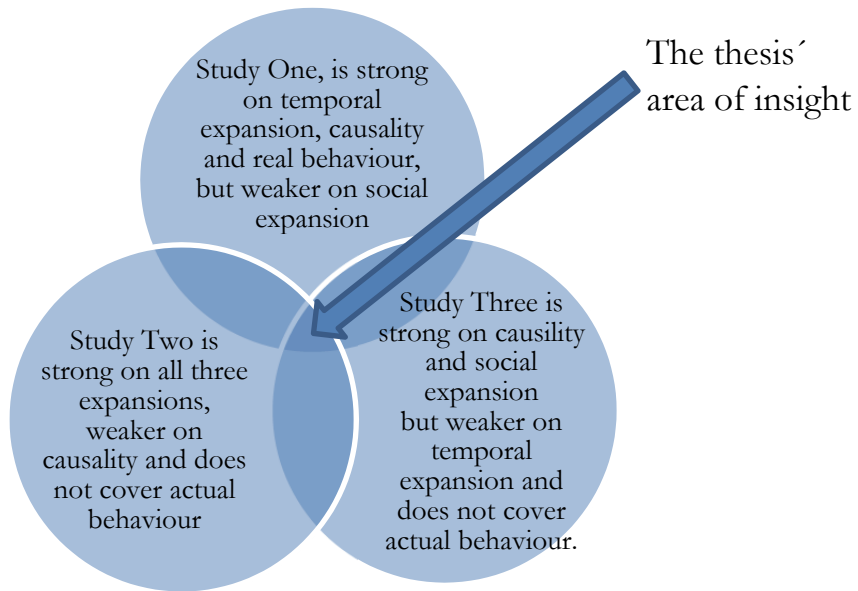 Study One, is strong
on temporal
expansion, causality
and real behaviour,
but weaker on social
expansion
The thesis´
area of insight
Study Two is
strong on all three
expansions,
weaker on
causality and does
not cover actual
behaviour
Study Three is
strong on causility
and social
expansion
but weaker on
temporal
expansion and
does not cover
actual behaviour.